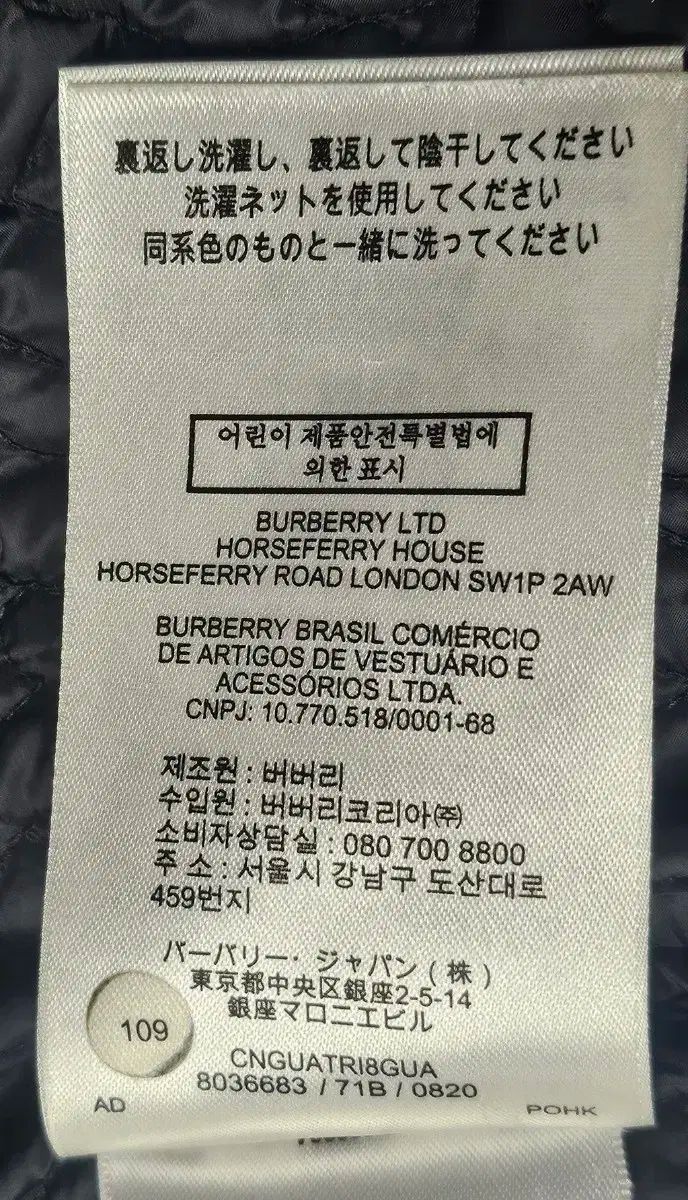 裏返し洗濯し、裏返して陰干してください
洗濯ネットを使用してください
同系色のものと一緒に洗ってください
어린이 제품안전특별법에
의한 표시
BURBERRY LTD
HORSEFERRY HOUSE
HORSEFERRY ROAD LONDON SW1P 2AW
BURBERRY BRASIL COMÉRCIO
DE ARTIGOS DE VESTUÁRIO E
ACESSÓRIOS LTDA.
CNPJ: 10.770.518/0001-68
제조원 : 버버리
수입원 : 버버리코리아㈜
소비자상담실 : 080 700 8800
주 소 : 서울시 강남구 도산대로
459번지
バーバリー・ジャパン(株)
東京都中央区銀座2-5-14
銀座マロニエビル
109
CNGUATRI8GUA
8036683 / 71B / 0820
AD
POHK